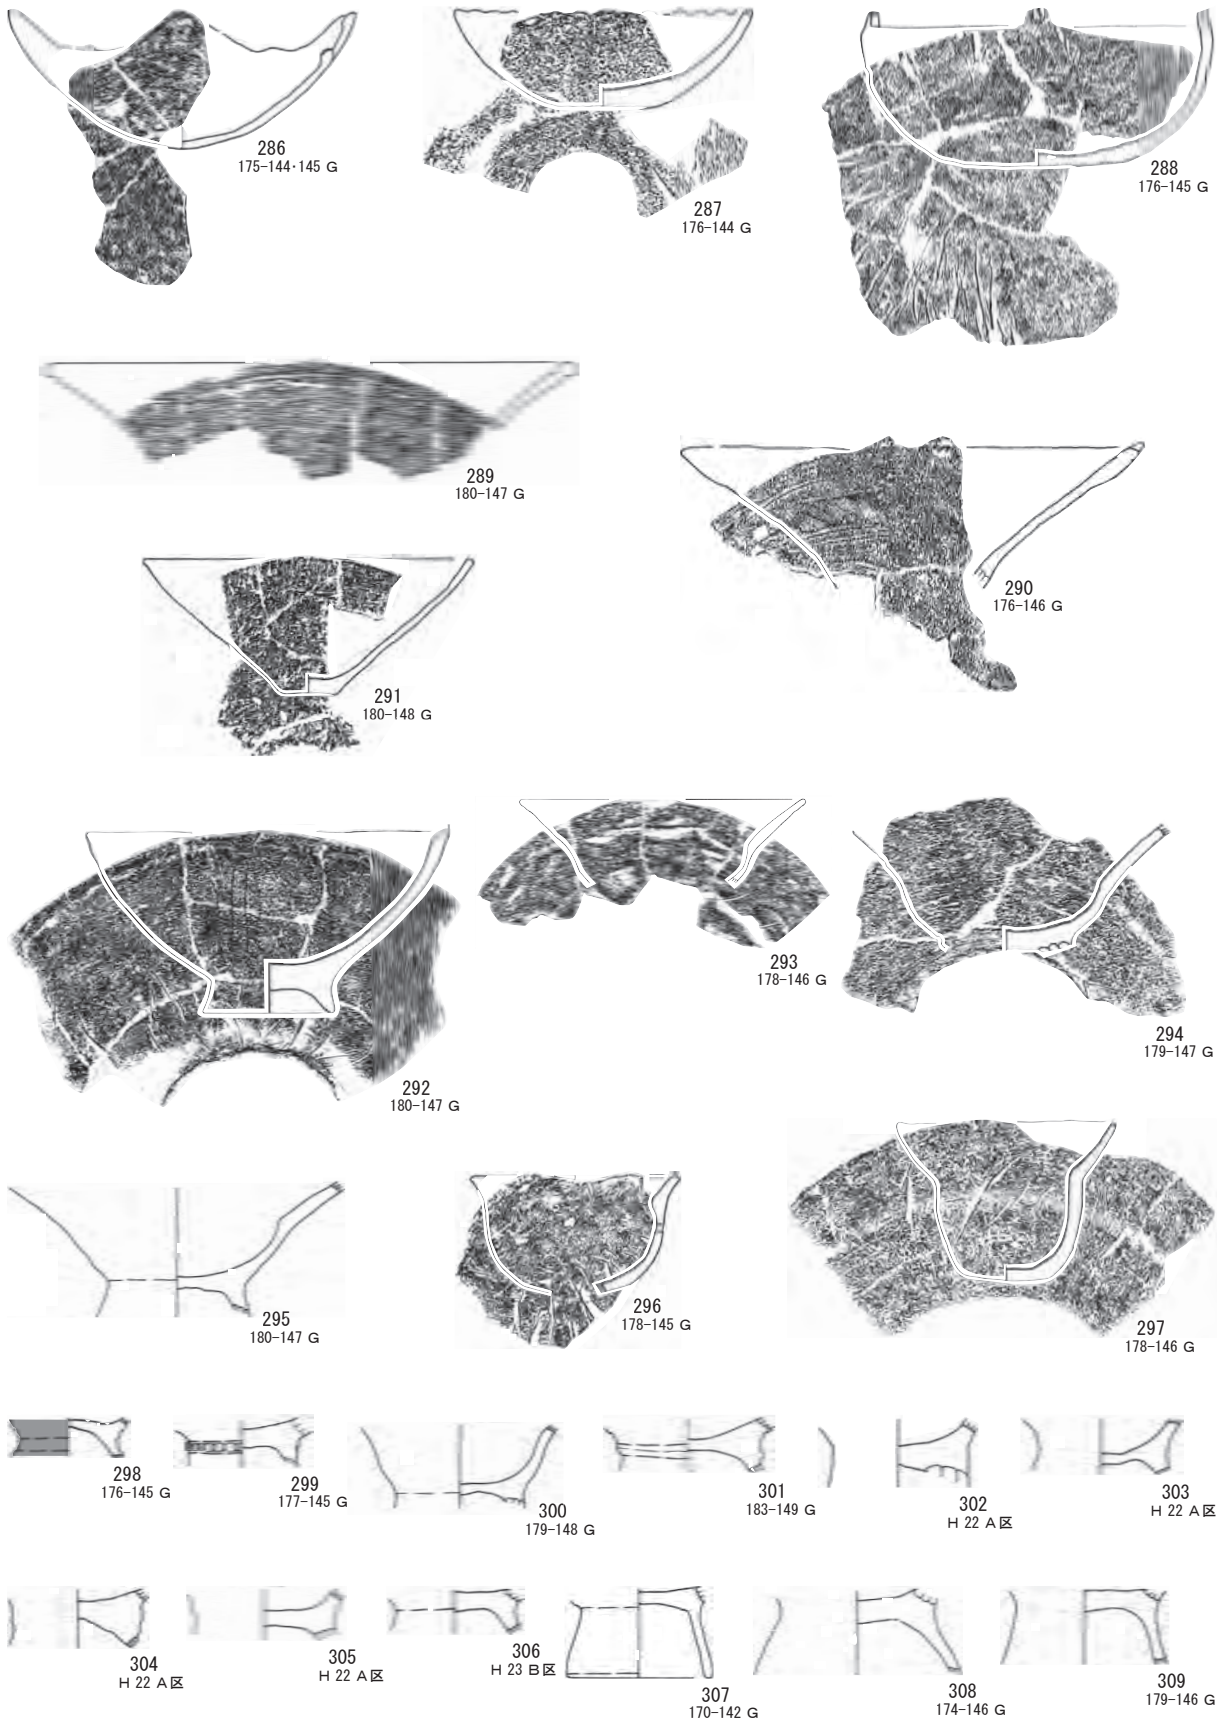 286
175-144・145 G
287
176-144 G
288
176-145 G
289
180-147 G
290
176-146 G
291
180-148 G
292
180-147 G
293
178-146 G
294
179-147 G
295
180-147 G
296
178-145 G
297
178-146 G
298
176-145 G
299
177-145 G
300
179-148 G
301
183-149 G
302
H 22 A区
303
H 22 A区
304
H 22 A区
305
H 22 A区
306
H 23 B区
307
170-142 G
308
174-146 G
309
179-146 G